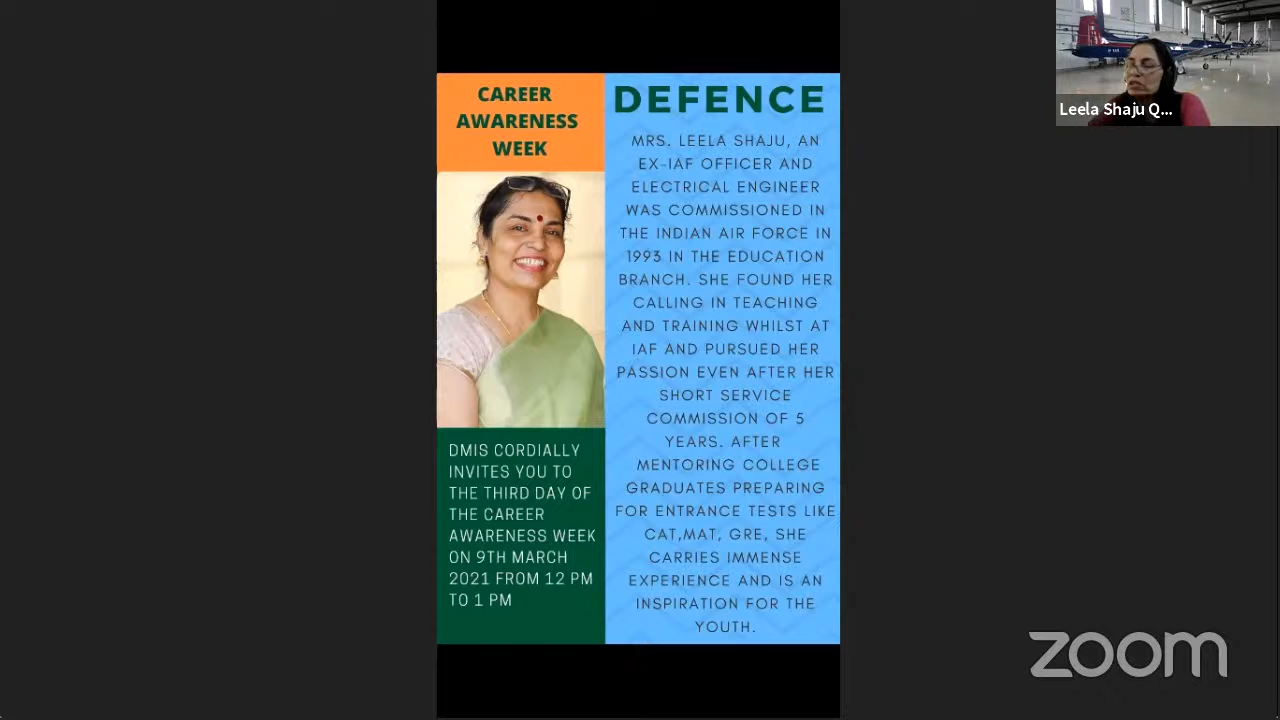 CAREER
AWARENESS
WEEK
DMIS CORDIALLY
INVITES YOU TO
THE THIRD DAY OF
THE CAREER
AWARENESS WEEK
ON 9TH MARCH
2021 FROM 12 PM
TO 1 PM
DEFENCE
MRS. LEELA SHAJU, AN
EX-IAF OFFICER AND
ELECTRICAL ENGINEER
WAS COMMISSIONED IN
THE INDIAN AIR FORCE IN
1993 IN THE EDUCATION
BRANCH. SHE FOUND HER
CALLING IN TEACHING
AND TRAINING WHILST AT
IAF AND PURSUED HER
PASSION EVEN AFTER HER
SHORT SERVICE
COMMISSION OF 5
YEARS. AFTER
MENTORING COLLEGE
GRADUATES PREPARING
FOR ENTRANCE TESTS LIKE
CAT,MAT, GRE, SHE
CARRIES IMMENSE
EXPERIENCE AND IS AN
INSPIRATION FOR THE
YOUTH.
Leela Shaju Q...
zoom